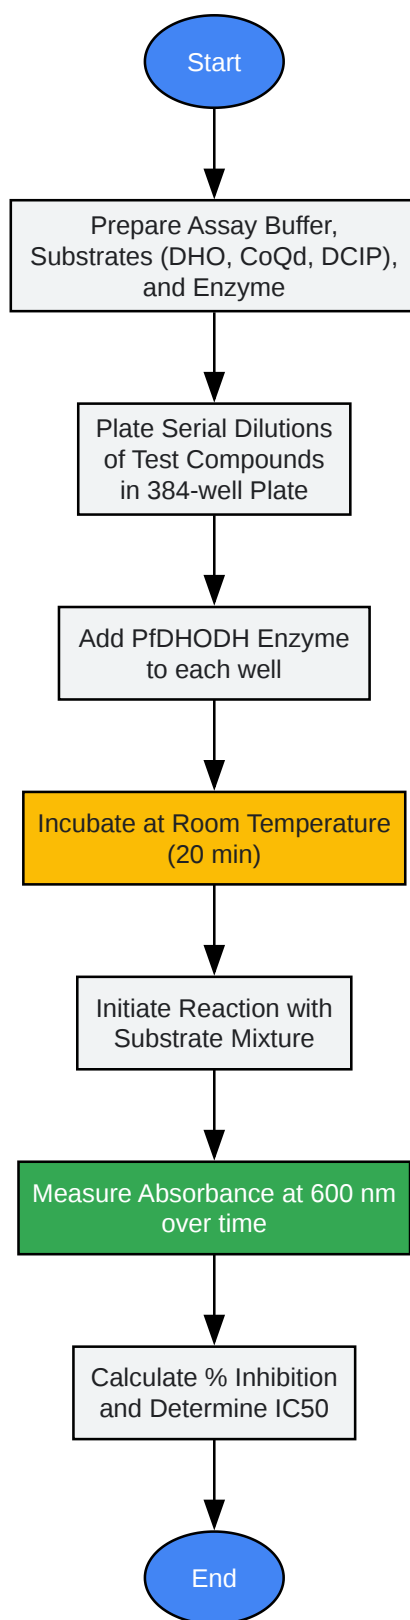 Start
Prepare Assay Buffer,
Substrates (DHO, CoQd, DCIP),
and Enzyme
Plate Serial Dilutions
of Test Compounds
in 384-well Plate
Add PfDHODH Enzyme
to each well
Incubate at Room Temperature
(20 min)
Initiate Reaction with
Substrate Mixture
Measure Absorbance at 600 nm
over time
Calculate % Inhibition
and Determine IC50
End